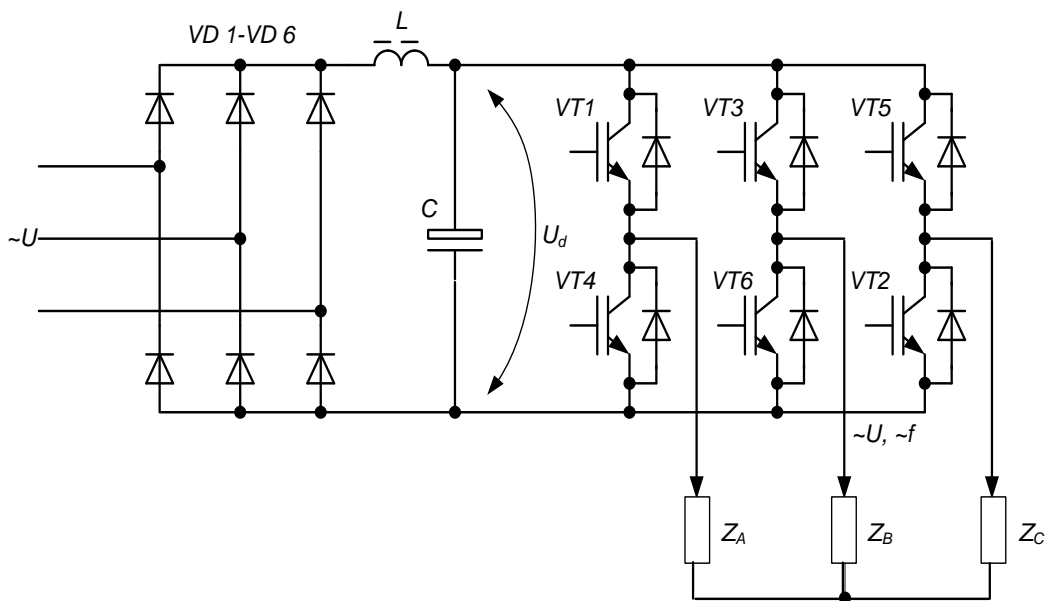 VD 1-VD 6
L
VT1
VT3
VT5
C
~U
U_d
VT4
VT6
VT2
~U, ~f
Z_A
Z_B
Z_C